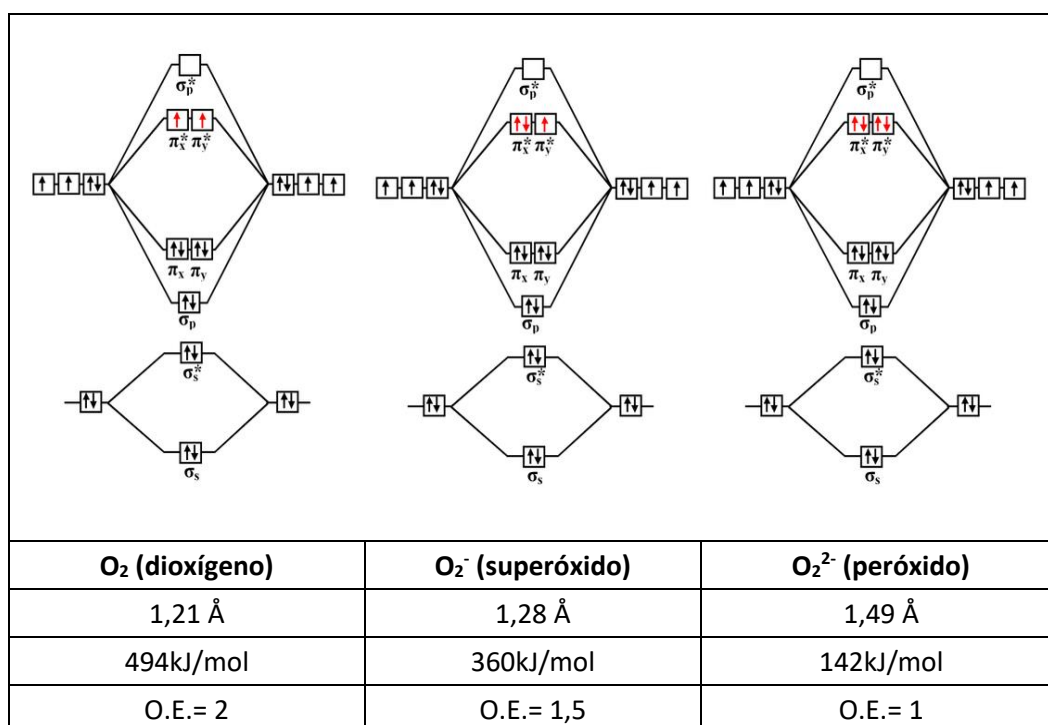 σp* σp* σp*
πx* πy* πx* πy* πx* πy*
πx πy πx πy πx πy
σp σp σp
σs* σs* σs*
σs σs σs
O₂ (dioxígeno) O₂⁻ (superóxido) O₂²⁻ (peróxido)
1,21 Å 1,28 Å 1,49 Å
494kJ/mol 360kJ/mol 142kJ/mol
O.E.= 2 O.E.= 1,5 O.E.= 1